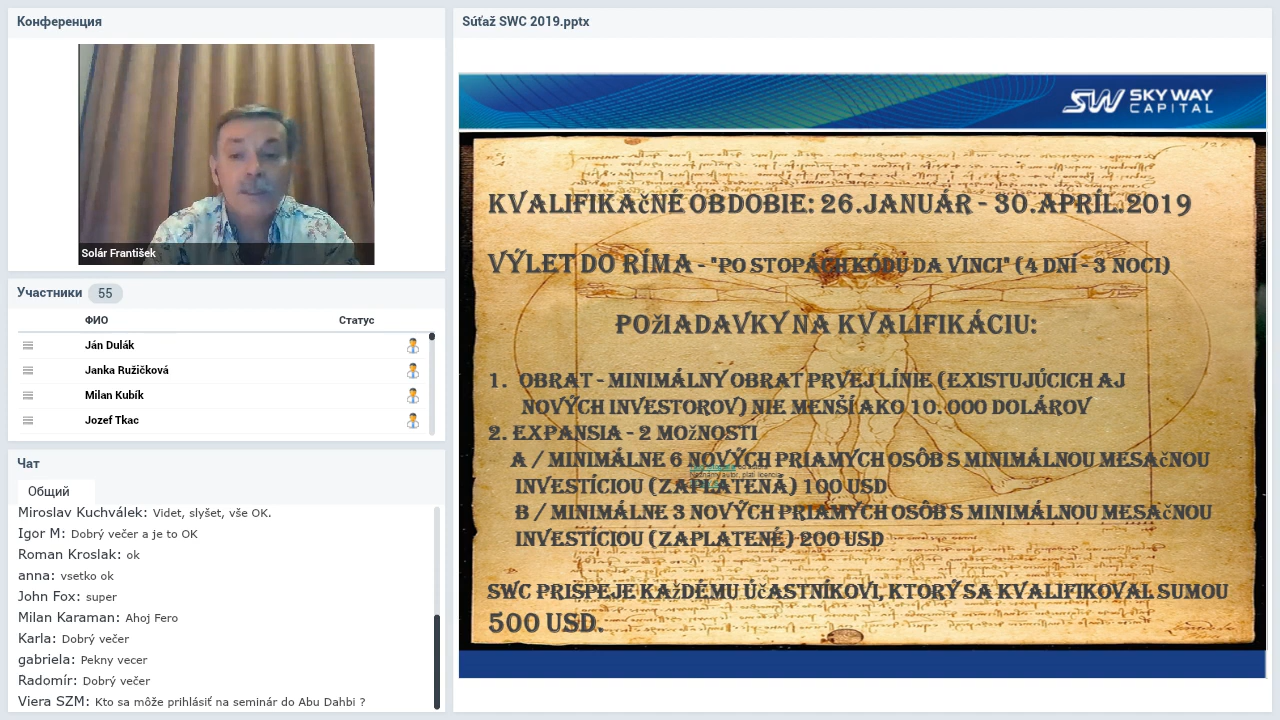 Конференция
Solár František
Участники 55
ФИО Статус
Ján Dulák
Janka Ružičková
Milan Kubík
Jozef Tkac
Чат
Общий
Miroslav Kuchválek: Videt, slyšet, vše OK.
Igor M: Dobrý večer a je to OK
Roman Kroslak: ok
anna: vsetko ok
John Fox: super
Milan Karaman: Ahoj Fero
Karla: Dobrý večer
gabriela: Pekny vecer
Radomír: Dobrý večer
Viera SZM: Kto sa môže prihlásiť na seminár do Abu Dahbi ?
Súťaž SWC 2019.pptx
SW SKY WAY
CAPITAL
KVALIFIKAčNÉ OBDOBIE: 26.JANUÁR - 30.APRÍL.2019
VÝLET DO RÍMA - "PO STOPÁCH KÓDU DA VINCI" (4 DNÍ - 3 NOCI)
POžIADAVKY NA KVALIFIKÁCIU:
1. OBRAT - MINIMÁLNY OBRAT PRVEJ LÍNIE (EXISTUJÚCICH AJ
NOVÝCH INVESTOROV) NIE MENŠÍ AKO 10. 000 DOLÁROV
2. EXPANSIA - 2 MOžNOSTI
A / MINIMÁLNE 6 NOVÝCH PRIAMYCH OSÔB S MINIMÁLNOU MESAčNOU
INVESTÍCIOU (ZAPLATENÁ) 100 USD
B / MINIMÁLNE 3 NOVÝCH PRIAMYCH OSÔB S MINIMÁLNOU MESAčNOU
INVESTÍCIOU (ZAPLATENÉ) 200 USD
SWC PRISPEJE KAžDÉMU ÚčASTNÍKOVI, KTORÝ SA KVALIFIKOVAL SUMOU
500 USD.